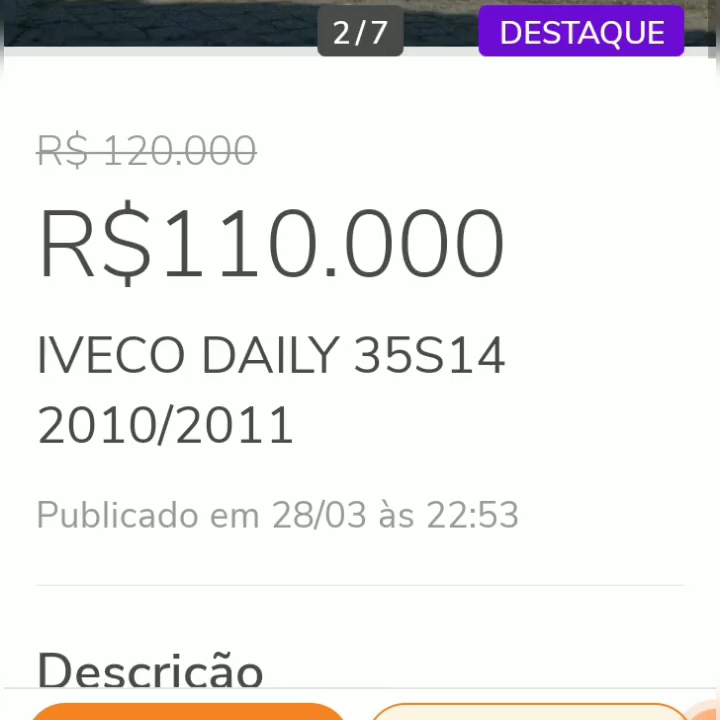 2/7
DESTAQUE
R$ 120.000
R$110.000
IVECO DAILY 35S14
2010/2011
Publicado em 28/03 às 22:53
Descrição